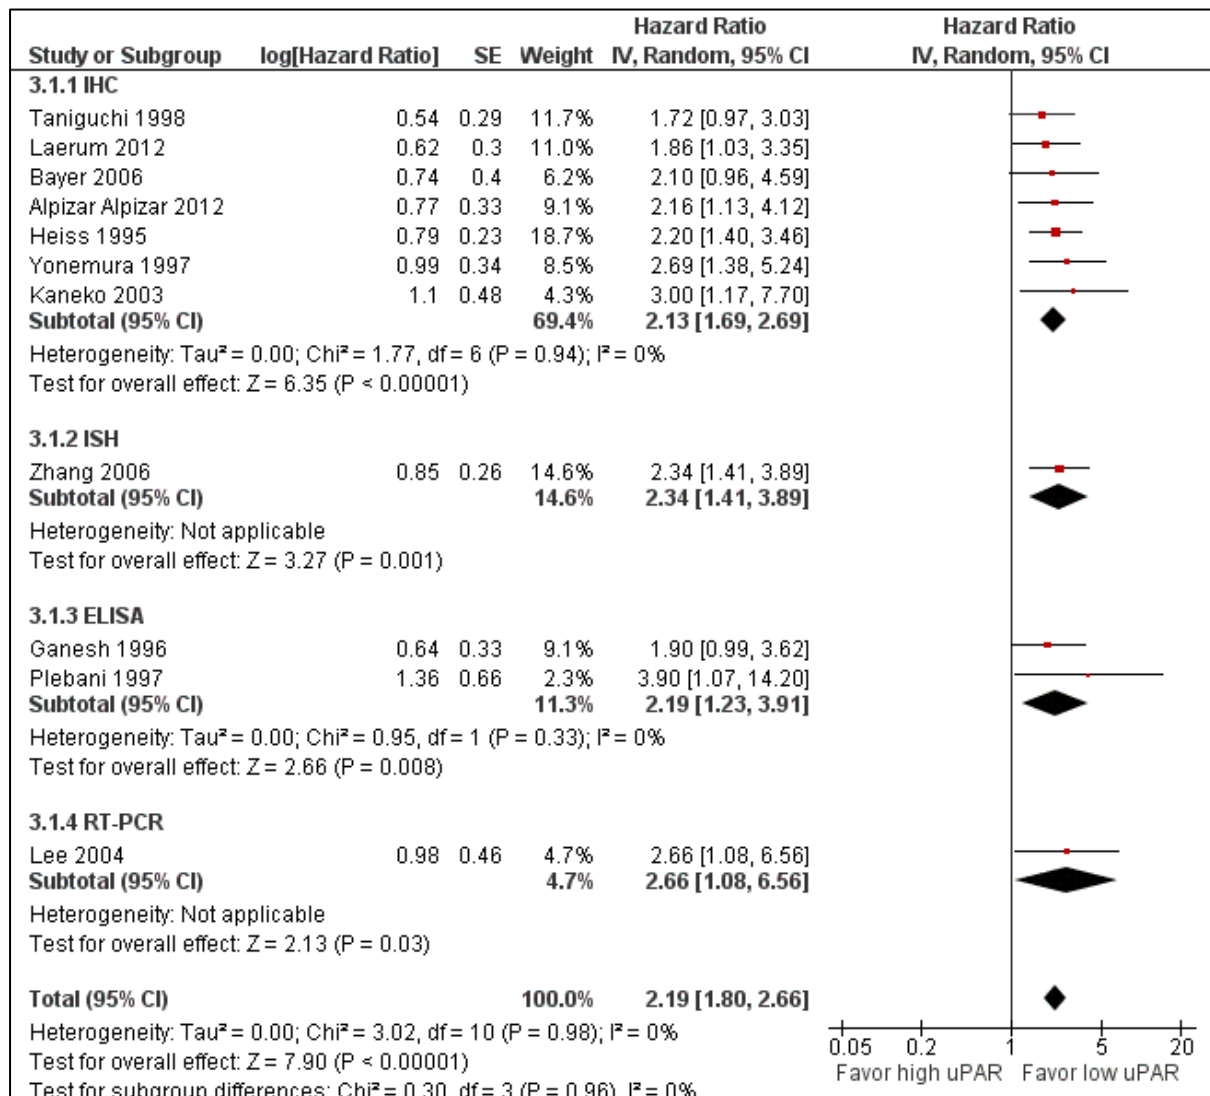 Hazard Ratio Hazard Ratio
Study or Subgroup log[Hazard Ratio] SE Weight IV, Random, 95% CI IV, Random, 95% CI
3.1.1 IHC
Taniguchi 1998 0.54 0.29 11.7% 1.72 [0.97, 3.03]
Laerum 2012 0.62 0.3 11.0% 1.86 [1.03, 3.35]
Bayer 2006 0.74 0.4 6.2% 2.10 [0.96, 4.59]
Alpizar Alpizar 2012 0.77 0.33 9.1% 2.16 [1.13, 4.12]
Heiss 1995 0.79 0.23 18.7% 2.20 [1.40, 3.46]
Yonemura 1997 0.99 0.34 8.5% 2.69 [1.38, 5.24]
Kaneko 2003 1.1 0.48 4.3% 3.00 [1.17, 7.70]
Subtotal (95% CI) 69.4% 2.13 [1.69, 2.69]
Heterogeneity: Tau² = 0.00; Chi² = 1.77, df = 6 (P = 0.94); I² = 0%
Test for overall effect: Z = 6.35 (P < 0.00001)
3.1.2 ISH
Zhang 2006 0.85 0.26 14.6% 2.34 [1.41, 3.89]
Subtotal (95% CI) 14.6% 2.34 [1.41, 3.89]
Heterogeneity: Not applicable
Test for overall effect: Z = 3.27 (P = 0.001)
3.1.3 ELISA
Ganesh 1996 0.64 0.33 9.1% 1.90 [0.99, 3.62]
Plebani 1997 1.36 0.66 2.3% 3.90 [1.07, 14.20]
Subtotal (95% CI) 11.3% 2.19 [1.23, 3.91]
Heterogeneity: Tau² = 0.00; Chi² = 0.95, df = 1 (P = 0.33); I² = 0%
Test for overall effect: Z = 2.66 (P = 0.008)
3.1.4 RT-PCR
Lee 2004 0.98 0.46 4.7% 2.66 [1.08, 6.56]
Subtotal (95% CI) 4.7% 2.66 [1.08, 6.56]
Heterogeneity: Not applicable
Test for overall effect: Z = 2.13 (P = 0.03)
Total (95% CI) 100.0% 2.19 [1.80, 2.66]
Heterogeneity: Tau² = 0.00; Chi² = 3.02, df = 10 (P = 0.98); I² = 0%
Test for overall effect: Z = 7.90 (P < 0.00001)
Test for subgroup differences: Chi² = 0.30, df = 3 (P = 0.96), I² = 0%
0.05 0.2 1 5 20
Favor high uPAR Favor low uPAR